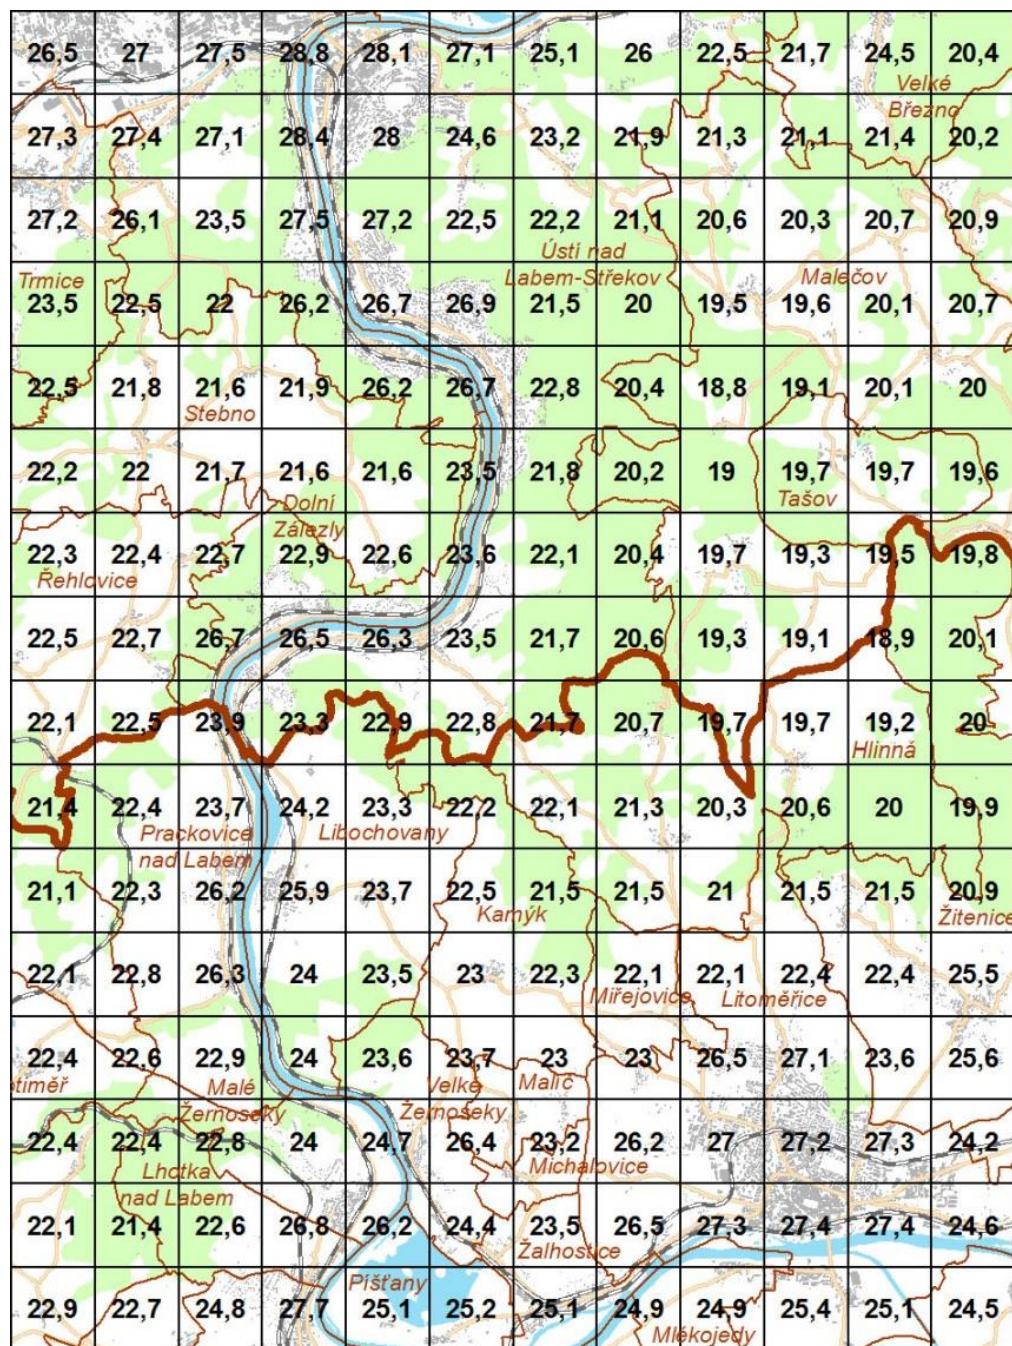 26,5 27 27,5 28,8 28,1 27,1 25,1 26 22,5 21,7 24,5 20,4
Velké
Březno
27,3 27,4 27,1 28,4 28 24,6 23,2 21,9 21,3 21,1 21,4 20,2
27,2 26,1 23,5 27,5 27,2 22,5 22,2 21,1 20,6 20,3 20,7 20,9
Ústí nad
Labem-Střekov
Trmice
Malečov
23,5 22,5 22 26,2 26,7 26,9 21,5 20 19,5 19,6 20,1 20,7
22,5 21,8 21,6 21,9 26,2 26,7 22,8 20,4 18,8 19,1 20,1 20
Stebno
22,2 22 21,7 21,6 21,6 23,5 21,8 20,2 19 19,7 19,7 19,6
Dolní
Zálezly
Tašov
22,3 22,4 22,7 22,9 22,6 23,6 22,1 20,4 19,7 19,3 19,5 19,8
Řehlovice
22,5 22,7 26,7 26,5 26,3 23,5 21,7 20,6 19,3 19,1 18,9 20,1
22,1 22,5 23,9 23,3 22,9 22,8 21,7 20,7 19,7 19,7 19,2 20
Hlinná
21,4 22,4 23,7 24,2 23,3 22,2 22,1 21,3 20,3 20,6 20 19,9
Prackovice
nad Labem
Libochovany
21,1 22,3 26,2 25,9 23,7 22,5 21,5 21,5 21 21,5 21,5 20,9
Kamýk
Žitenice
22,1 22,8 26,3 24 23,5 23 22,3 22,1 22,1 22,4 22,4 25,5
Miřejovice
Litoměřice
22,4 22,6 22,9 24 23,6 23,7 23 23 26,5 27,1 23,6 25,6
timěř
Malé
Žernoseky
Velké
Žernoseky
Malíč
22,4 22,4 22,8 24 24,7 26,4 23,2 26,2 27 27,2 27,3 24,2
Lhotka
nad Labem
Michalovice
22,1 21,4 22,6 26,8 26,2 24,4 23,5 26,5 27,3 27,4 27,4 24,6
Žalhostice
Píšťany
22,9 22,7 24,8 27,7 25,1 25,2 25,1 24,9 24,9 25,4 25,1 24,5
Mlékojedy